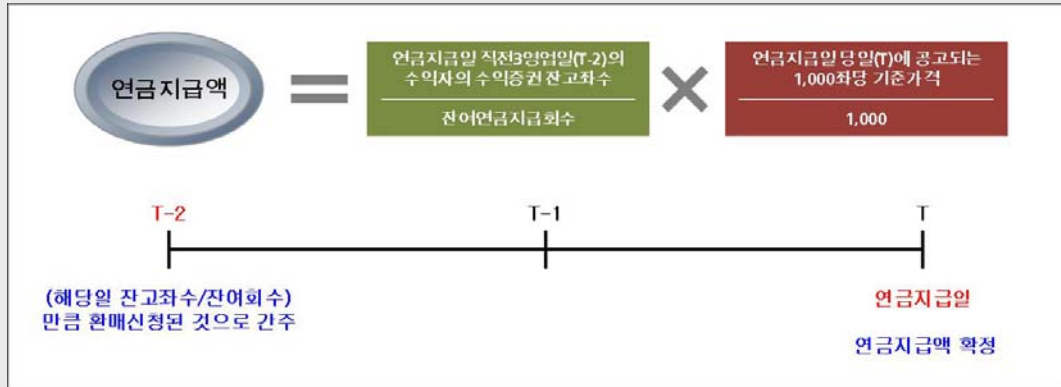 연금지급액
=
연금지급일 직전3영업일(T-2)의
수익자의 수익증권 잔고좌수
잔여연금지급회수
×
연금지급일 당일(T)에 공고되는
1,000좌당 기준가격
1,000
T-2
T-1
T
(해당일 잔고좌수/잔여회수)
만큼 환매신청된 것으로 간주
연금지급일
연금지급액 확정